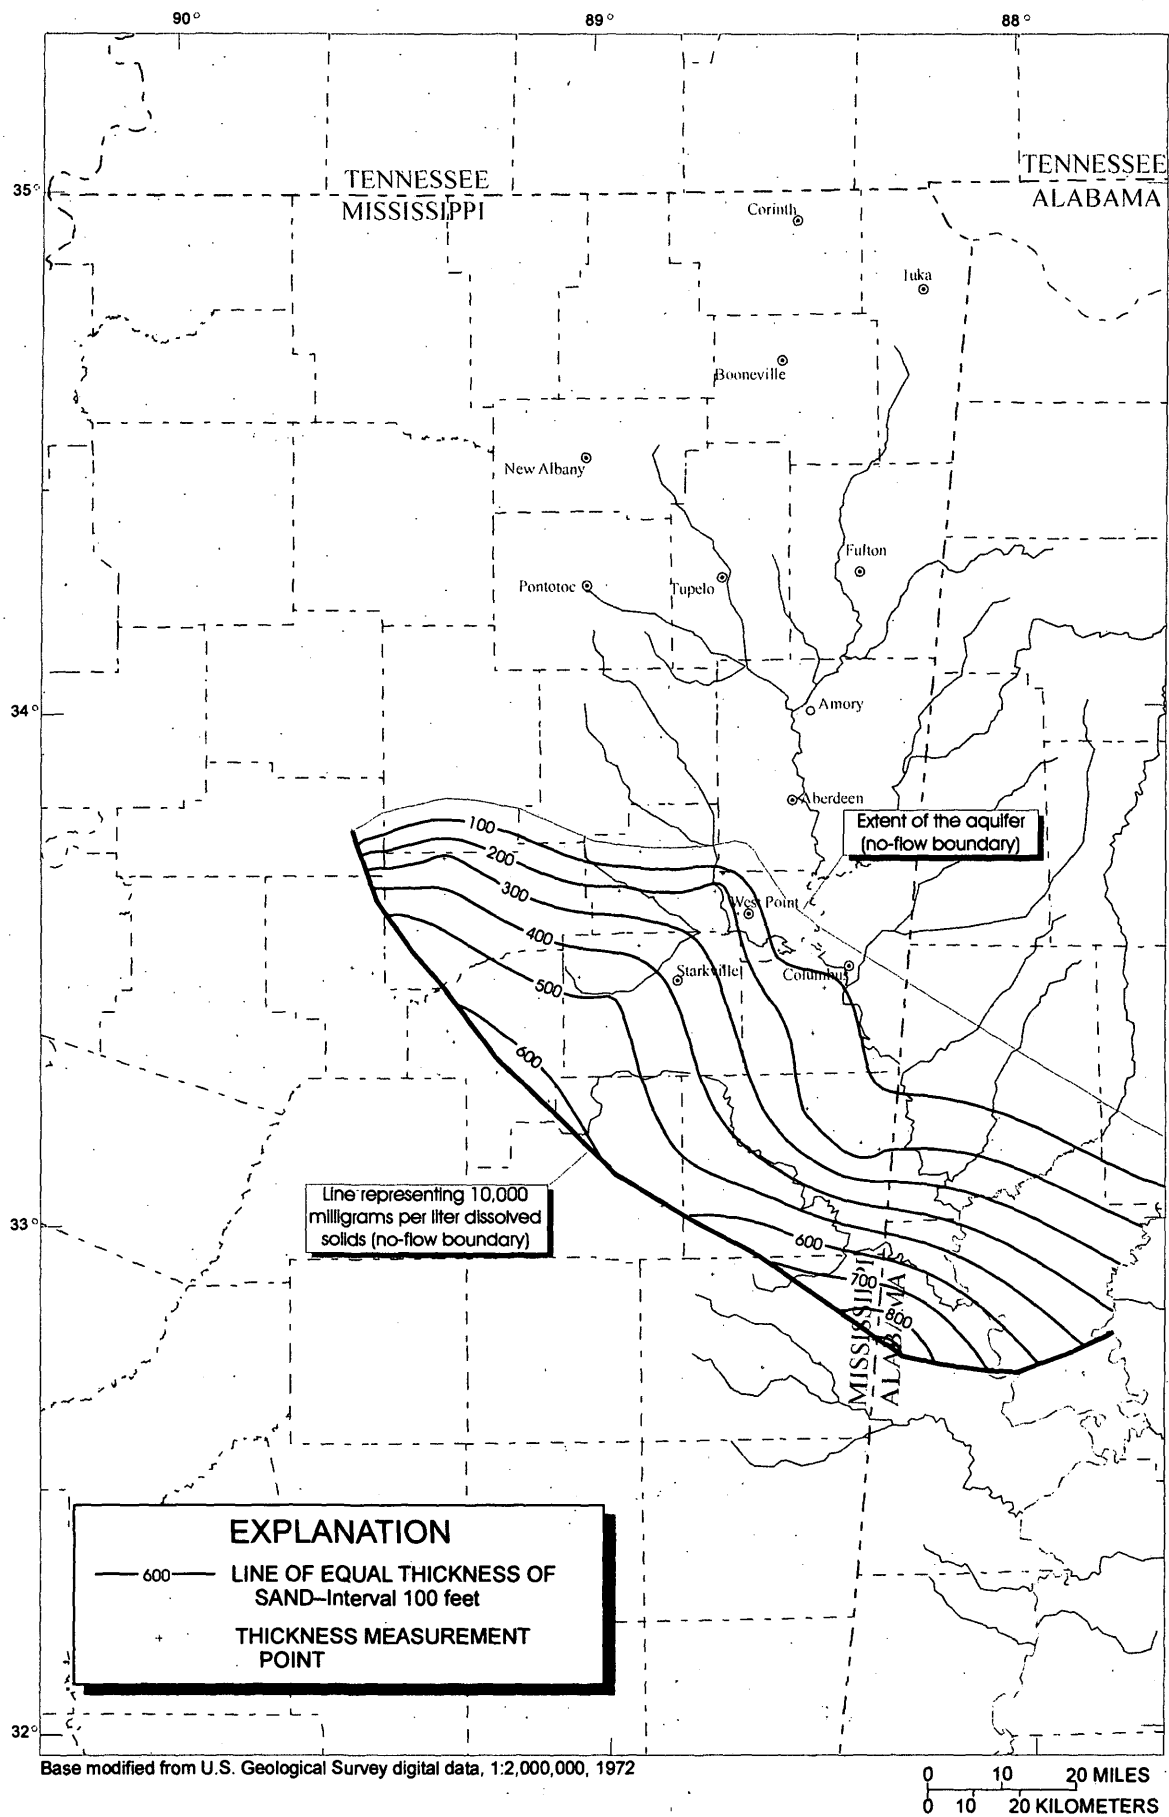 90°
89°
88°
35°
TENNESSEE
MISSISSIPPI
TENNESSEE
ALABAMA
Corinth
Iuka
Booneville
New Albany
Fulton
Pontotoc
Tupelo
34°
Amory
Aberdeen
Extent of the aquifer
(no-flow boundary)
100
200
300
West Point
400
Starkville
Columbus
500
600
Line representing 10,000
milligrams per liter dissolved
solids (no-flow boundary)
33°
600
700
800
MISSISSIPPI
ALABAMA
EXPLANATION
600
LINE OF EQUAL THICKNESS OF
SAND–Interval 100 feet
THICKNESS MEASUREMENT
POINT
32°
Base modified from U.S. Geological Survey digital data, 1:2,000,000, 1972
0 10 20 MILES
0 10 20 KILOMETERS